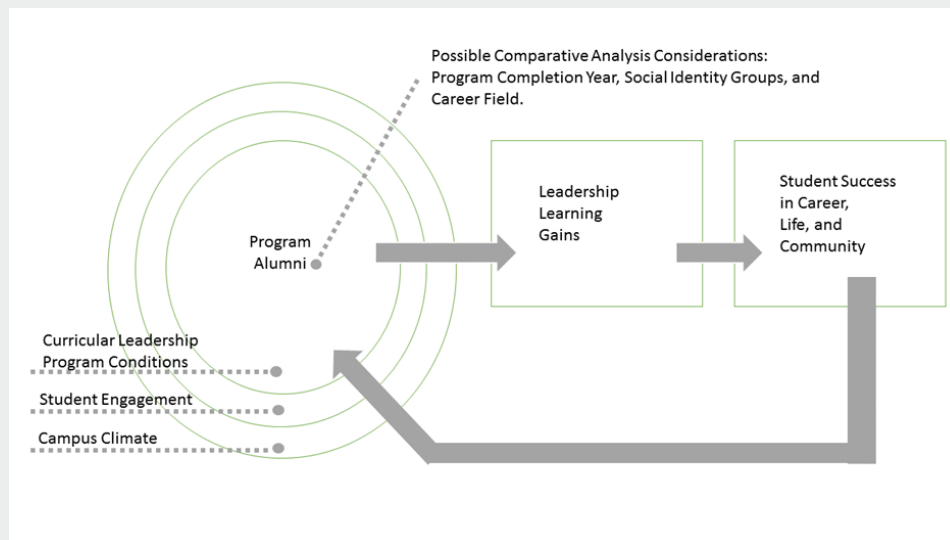 Possible Comparative Analysis Considerations:
Program Completion Year, Social Identity Groups, and
Career Field.
Program
Alumni
Leadership
Learning
Gains
Student Success
in Career,
Life, and
Community
Curricular Leadership
Program Conditions
Student Engagement
Campus Climate